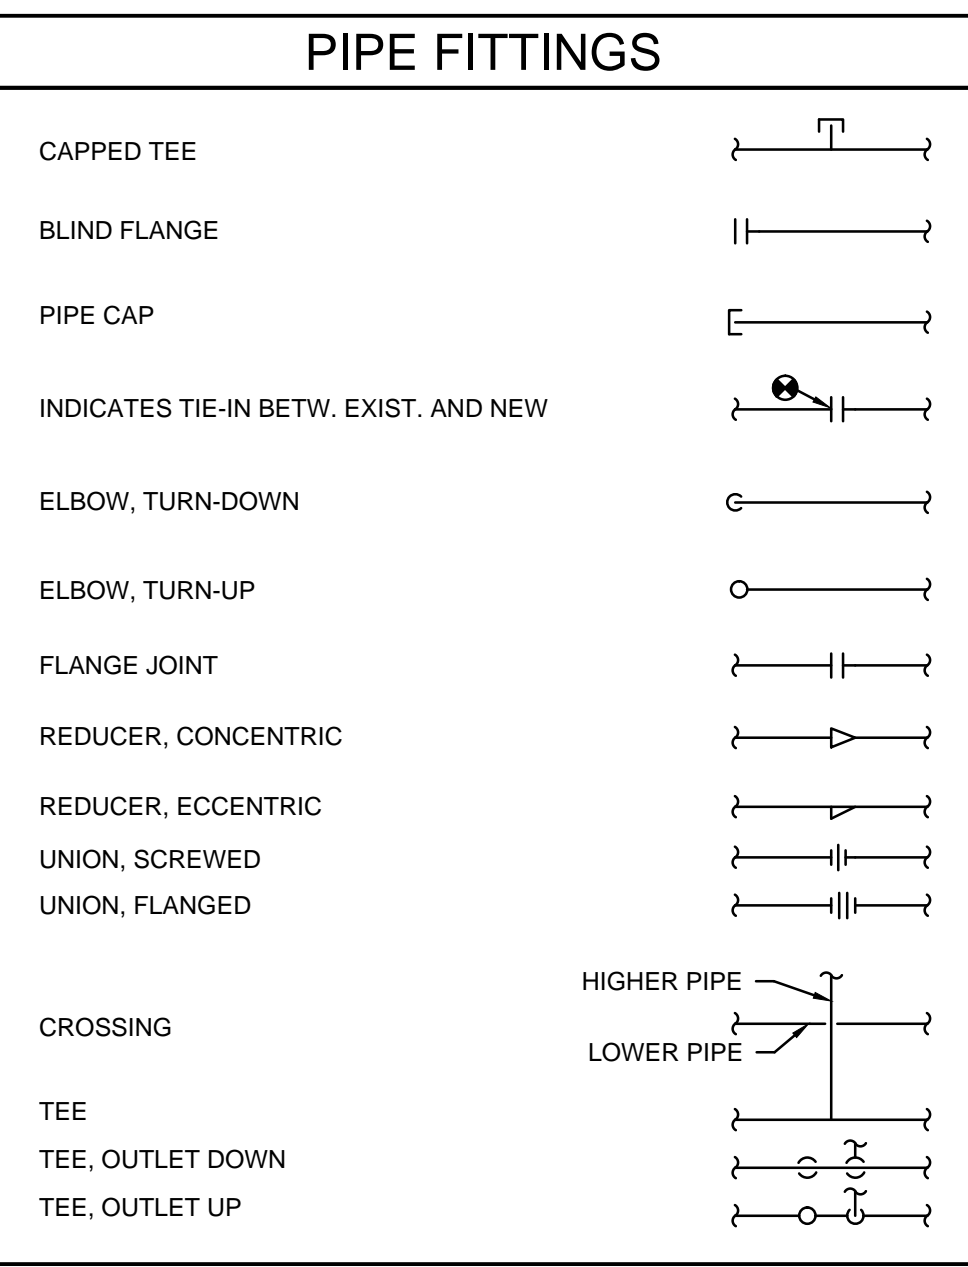 PIPE FITTINGS
CAPPED TEE
BLIND FLANGE
PIPE CAP
INDICATES TIE-IN BETW. EXIST. AND NEW
ELBOW, TURN-DOWN
ELBOW, TURN-UP
FLANGE JOINT
REDUCER, CONCENTRIC
REDUCER, ECCENTRIC
UNION, SCREWED
UNION, FLANGED
HIGHER PIPE
CROSSING
LOWER PIPE
TEE
TEE, OUTLET DOWN
TEE, OUTLET UP